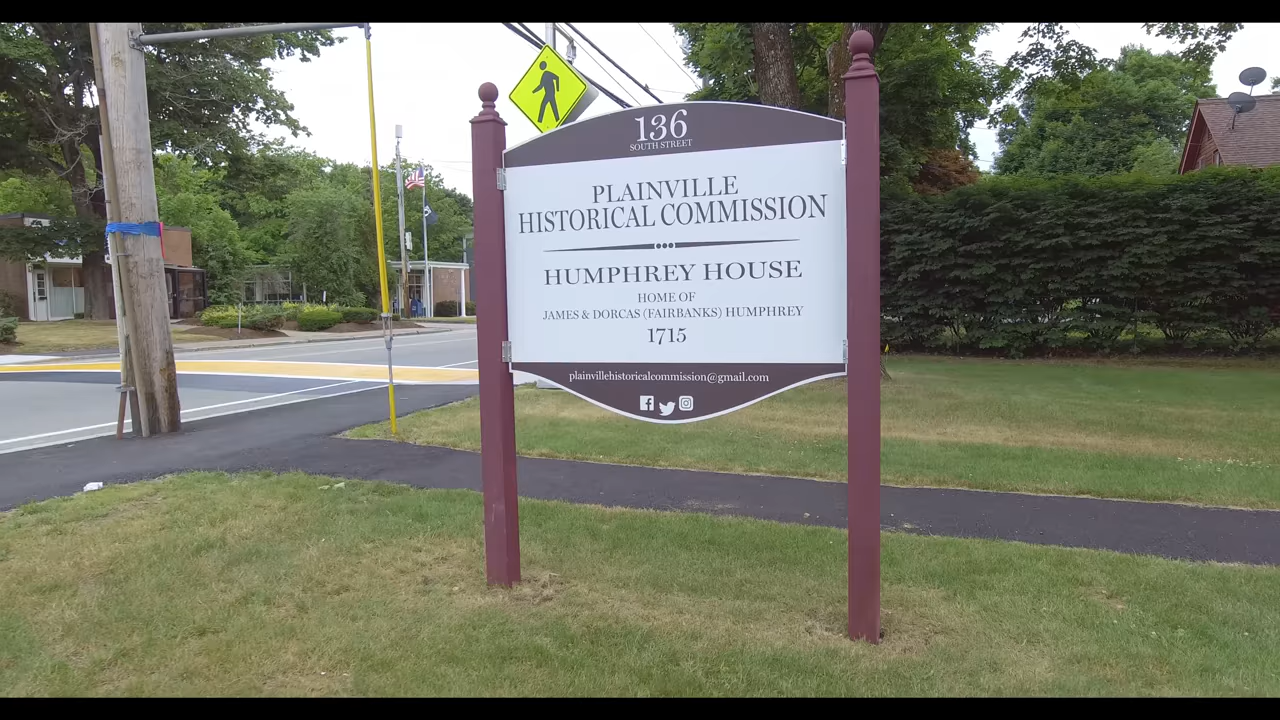 136
SOUTH STREET
PLAINVILLE
HISTORICAL COMMISSION
HUMPHREY HOUSE
HOME OF
JAMES & DORCAS (FAIRBANKS) HUMPHREY
1715
plainvillehistoricalcommission@gmail.com